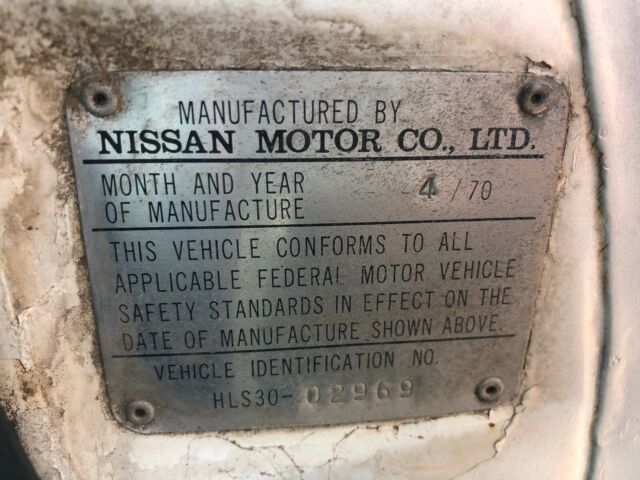 MANUFACTURED BY
NISSAN MOTOR CO., LTD.
MONTH AND YEAR 4/70
OF MANUFACTURE
THIS VEHICLE CONFORMS TO ALL
APPLICABLE FEDERAL MOTOR VEHICLE
SAFETY STANDARDS IN EFFECT ON THE
DATE OF MANUFACTURE SHOWN ABOVE.
VEHICLE IDENTIFICATION NO.
HLS30-02969